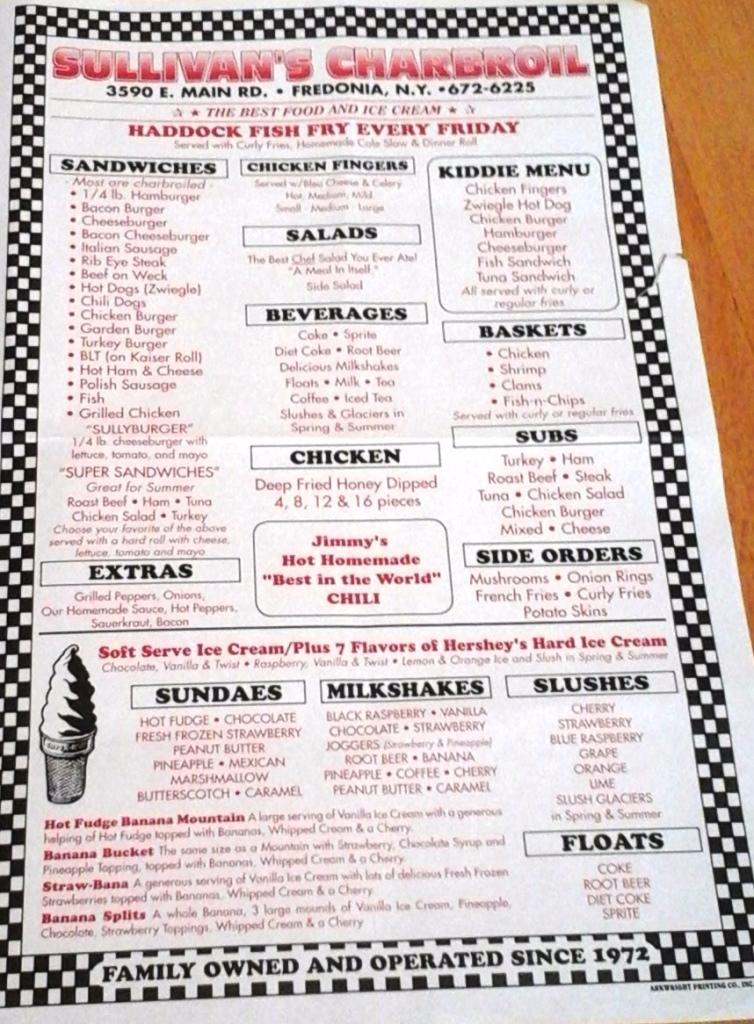 SULLIVAN'S CHARBROIL
3590 E. MAIN RD. • FREDONIA, N.Y. •672-6225
☆ ★ THE BEST FOOD AND ICE CREAM ★ ☆
HADDOCK FISH FRY EVERY FRIDAY
Served with Curly Fries, Homemade Cole Slaw & Dinner Roll
SANDWICHES
- Most are charbroiled -
• 1/4 lb. Hamburger
• Bacon Burger
• Cheeseburger
• Bacon Cheeseburger
• Italian Sausage
• Rib Eye Steak
• Beef on Weck
• Hot Dogs (Zwiegle)
• Chili Dogs
• Chicken Burger
• Garden Burger
• Turkey Burger
• BLT (on Kaiser Roll)
• Hot Ham & Cheese
• Polish Sausage
• Fish
• Grilled Chicken
"SULLYBURGER"
1/4 lb. cheeseburger with
lettuce, tomato, and mayo
"SUPER SANDWICHES"
Great for Summer
Roast Beef • Ham • Tuna
Chicken Salad • Turkey
Choose your favorite of the above
served with a hard roll with cheese,
lettuce, tomato and mayo
EXTRAS
Grilled Peppers, Onions,
Our Homemade Sauce, Hot Peppers,
Sauerkraut, Bacon
CHICKEN FINGERS
Served w/Bleu Cheese & Celery
Hot, Medium, Mild
Small - Medium - Large
SALADS
The Best Chef Salad You Ever Ate!
"A Meal In Itself."
Side Salad
BEVERAGES
Coke • Sprite
Diet Coke • Root Beer
Delicious Milkshakes
Floats • Milk • Tea
Coffee • Iced Tea
Slushes & Glaciers in
Spring & Summer
CHICKEN
Deep Fried Honey Dipped
4, 8, 12 & 16 pieces
Jimmy's
Hot Homemade
"Best in the World"
CHILI
KIDDIE MENU
Chicken Fingers
Zwiegle Hot Dog
Chicken Burger
Hamburger
Cheeseburger
Fish Sandwich
Tuna Sandwich
All served with curly or
regular fries
BASKETS
• Chicken
• Shrimp
• Clams
• Fish-n-Chips
Served with curly or regular fries
SUBS
Turkey • Ham
Roast Beef • Steak
Tuna • Chicken Salad
Chicken Burger
Mixed • Cheese
SIDE ORDERS
Mushrooms • Onion Rings
French Fries • Curly Fries
Potato Skins
Soft Serve Ice Cream/Plus 7 Flavors of Hershey's Hard Ice Cream
Chocolate, Vanilla & Twist • Raspberry, Vanilla & Twist • Lemon & Orange Ice and Slush in Spring & Summer
SUNDAES
HOT FUDGE • CHOCOLATE
FRESH FROZEN STRAWBERRY
PEANUT BUTTER
PINEAPPLE • MEXICAN
MARSHMALLOW
BUTTERSCOTCH • CARAMEL
MILKSHAKES
BLACK RASPBERRY • VANILLA
CHOCOLATE • STRAWBERRY
JOGGERS (Strawberry & Pineapple)
ROOT BEER • BANANA
PINEAPPLE • COFFEE • CHERRY
PEANUT BUTTER • CARAMEL
SLUSHES
CHERRY
STRAWBERRY
BLUE RASPBERRY
GRAPE
ORANGE
LIME
SLUSH GLACIERS
in Spring & Summer
Hot Fudge Banana Mountain A large serving of Vanilla Ice Cream with a generous
helping of Hot Fudge topped with Bananas, Whipped Cream & a Cherry.
Banana Bucket The same size as a Mountain with Strawberry, Chocolate Syrup and
Pineapple Topping, topped with Bananas, Whipped Cream & a Cherry.
Straw-Bana A generous serving of Vanilla Ice Cream with lots of delicious Fresh Frozen
Strawberries topped with Bananas, Whipped Cream & a Cherry.
Banana Splits A whole Banana, 3 large mounds of Vanilla Ice Cream, Pineapple,
Chocolate, Strawberry Toppings, Whipped Cream & a Cherry
FLOATS
COKE
ROOT BEER
DIET COKE
SPRITE
FAMILY OWNED AND OPERATED SINCE 1972
ARKWRIGHT PRINTING CO., INC.